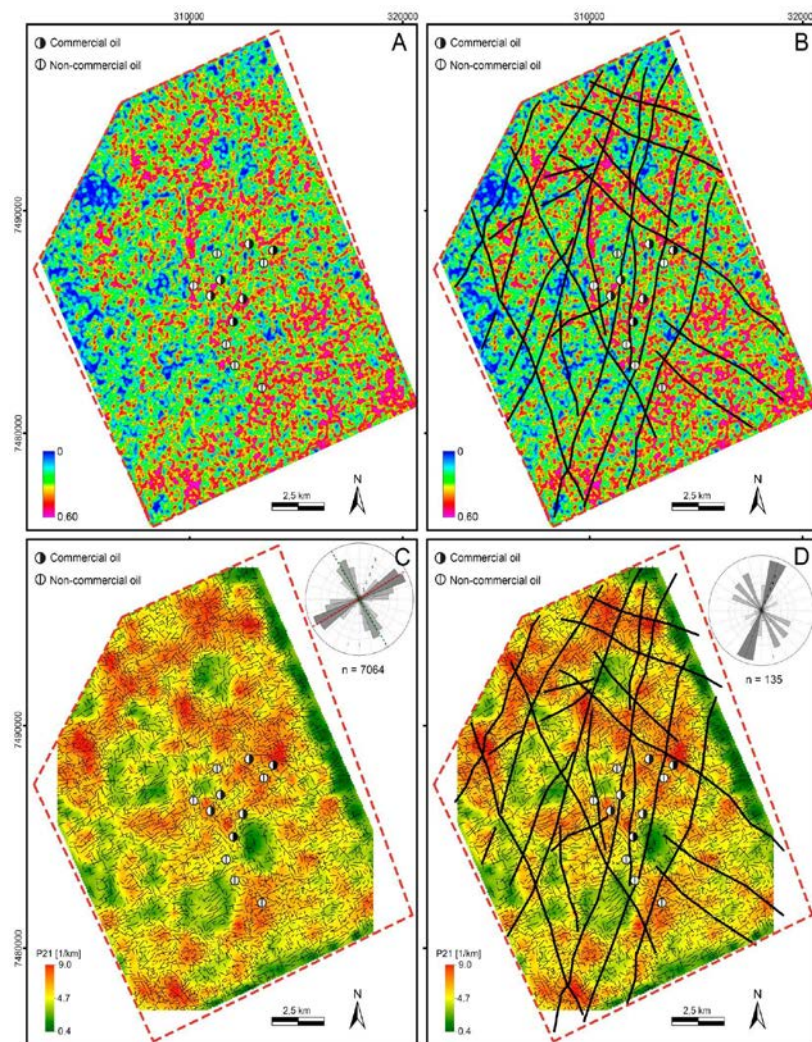 310000 320000 310000 320000
Commercial oil
Non-commercial oil
A
Commercial oil
Non-commercial oil
B
7490000
7480000
0
0.60
2,5 km
N
0
0.60
2,5 km
N
Commercial oil
Non-commercial oil
C
n = 7064
Commercial oil
Non-commercial oil
D
n = 135
7490000
7480000
P21 [1/km]
9.0
4.7
0.4
2,5 km
N
P21 [1/km]
9.0
4.7
0.4
2,5 km
N